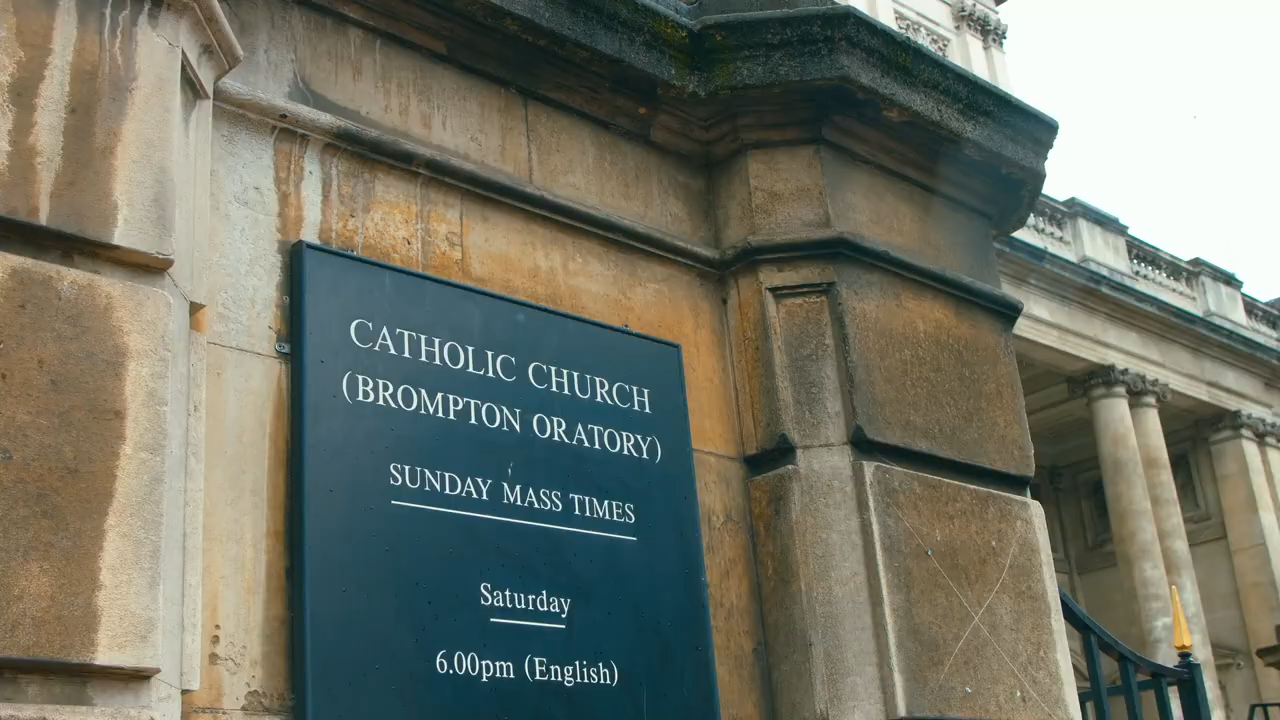 CATHOLIC CHURCH
(BROMPTON ORATORY)
SUNDAY MASS TIMES
Saturday
6.00pm (English)